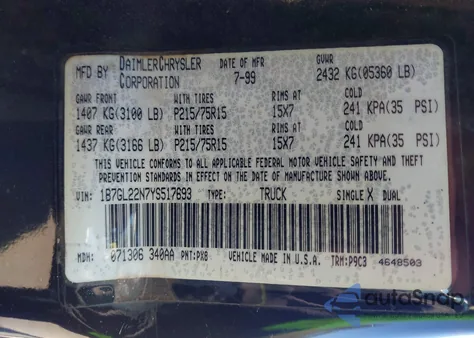 MFD BY DAIMLERCHRYSLER CORPORATION DATE OF MFR 7-99 GVWR 2432 KG(05360 LB)
GAWR FRONT WITH TIRES RIMS AT COLD
1407 KG(3100 LB) P215/75R15 15X7 241 KPA(35 PSI)
GAWR REAR WITH TIRES RIMS AT COLD
1437 KG(3166 LB) P215/75R15 15X7 241 KPA(35 PSI)
THIS VEHICLE CONFORMS TO ALL APPLICABLE FEDERAL MOTOR VEHICLE SAFETY AND THEFT
PREVENTION STANDARDS IN EFFECT ON THE DATE OF MANUFACTURE SHOWN ABOVE.
VIN: 1B7GL22N7YS517693 TYPE: TRUCK SINGLE X DUAL
MDH: 071306 340AA PNT:PX8 VEHICLE MADE IN U.S.A. TRM:P9C3 4648503
autoSnap